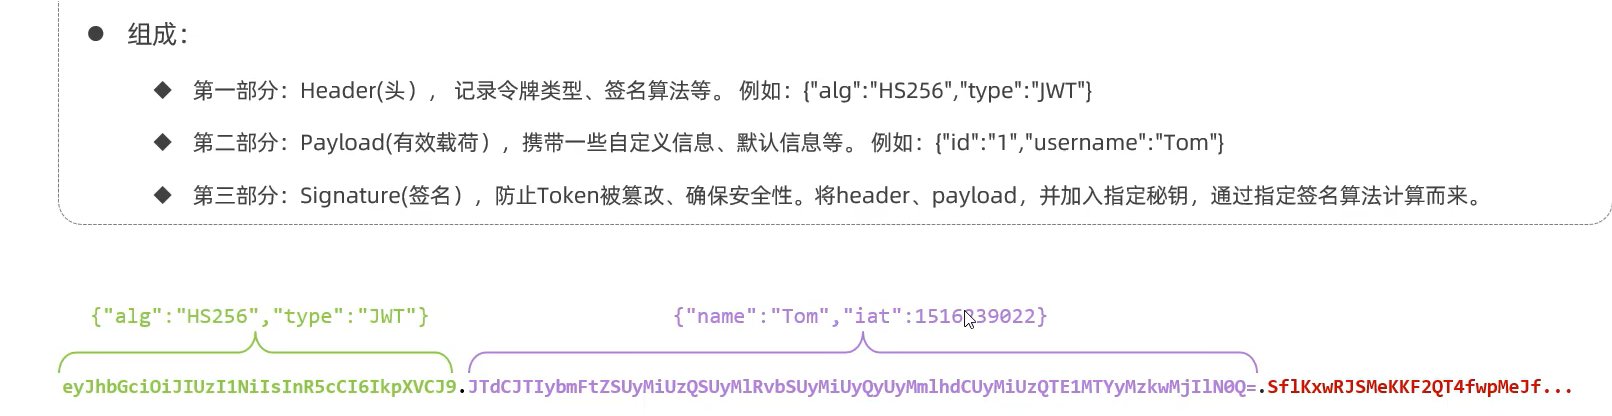 ● 组成：
◆ 第一部分：Header(头）， 记录令牌类型、签名算法等。 例如：{"alg":"HS256","type":"JWT"}
◆ 第二部分：Payload(有效载荷），携带一些自定义信息、默认信息等。 例如：{"id":"1","username":"Tom"}
◆ 第三部分：Signature(签名），防止Token被篡改、确保安全性。将header、payload，并加入指定秘钥，通过指定签名算法计算而来。
{"alg":"HS256","type":"JWT"} {"name":"Tom","iat":1516239022}
eyJhbGciOiJIUzI1NiIsInR5cCI6IkpXVCJ9.JTdCJTIybmFtZSUyMiUzQSUyMlRvbSUyMiUyQyUyMmlhdCUyMiUzQTE1MTYyMzkwMjIlN0Q=.SflKxwRJSMeKKF2QT4fwpMeJf...